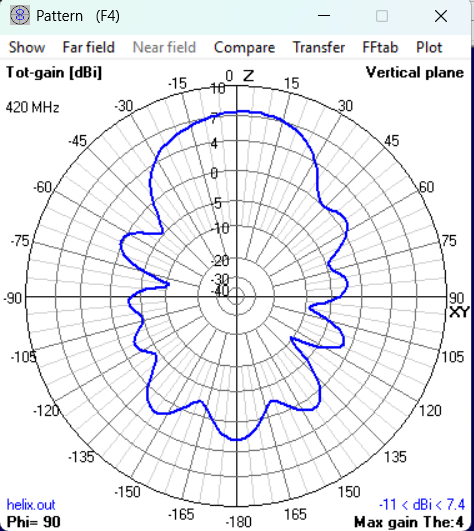 Pattern (F4)
Show Far field Near field Compare Transfer FFtab Plot
Tot-gain [dBi] Vertical plane
420 MHz
0 Z
-15 15
-30 30
-45 45
-60 60
-75 75
-90 90
XY
-105 105
-120 120
-135 135
-150 150
-165 165
-180
10
7
4
0
-5
-10
-20
-30
-40
helix.out -11 < dBi < 7.4
Phi= 90 Max gain The:4